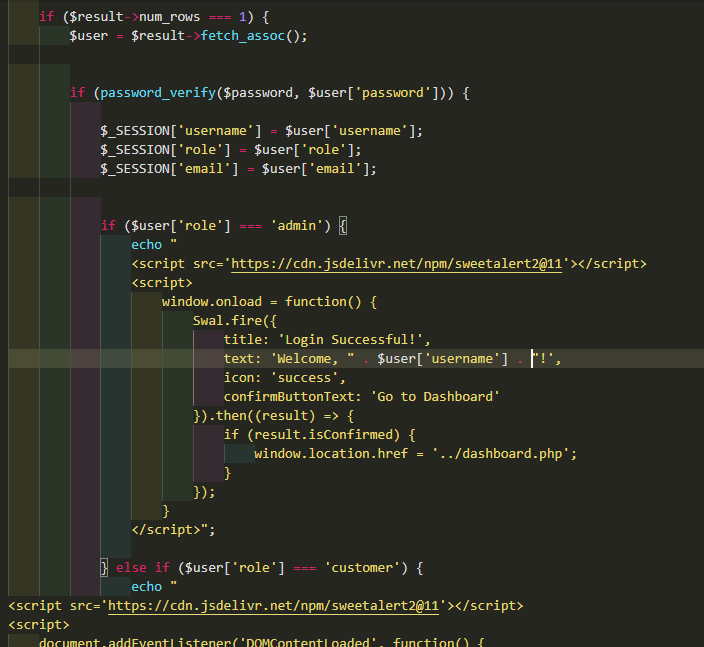 if ($result->num_rows === 1) {
$user = $result->fetch_assoc();
if (password_verify($password, $user['password'])) {
$_SESSION['username'] = $user['username'];
$_SESSION['role'] = $user['role'];
$_SESSION['email'] = $user['email'];
if ($user['role'] === 'admin') {
echo "
<script src='https://cdn.jsdelivr.net/npm/sweetalert2@11'></script>
<script>
window.onload = function() {
Swal.fire({
title: 'Login Successful!',
text: 'Welcome, " . $user['username'] . "!',
icon: 'success',
confirmButtonText: 'Go to Dashboard'
}).then((result) => {
if (result.isConfirmed) {
window.location.href = '../dashboard.php';
}
});
}
</script>";
} else if ($user['role'] === 'customer') {
echo "
<script src='https://cdn.jsdelivr.net/npm/sweetalert2@11'></script>
<script>
document.addEventListener('DOMContentLoaded', function() {